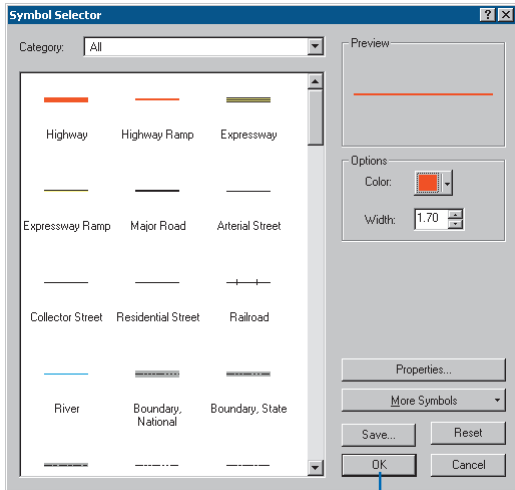 Symbol Selector
Category: All
Highway Highway Ramp Expressway
Expressway Ramp Major Road Arterial Street
Collector Street Residential Street Railroad
River Boundary, National Boundary, State
Preview
Options
Color:
Width: 1.70
Properties...
More Symbols
Save... Reset
OK Cancel